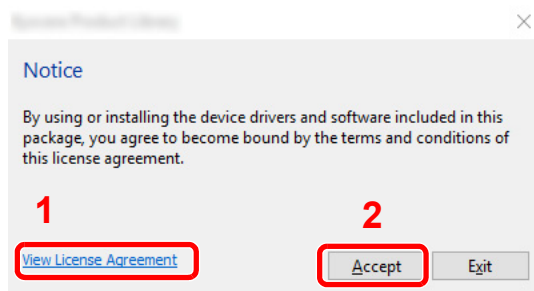 Notice
By using or installing the device drivers and software included in this
package, you agree to become bound by the terms and conditions of
this license agreement.
1
2
View License Agreement
Accept
Exit